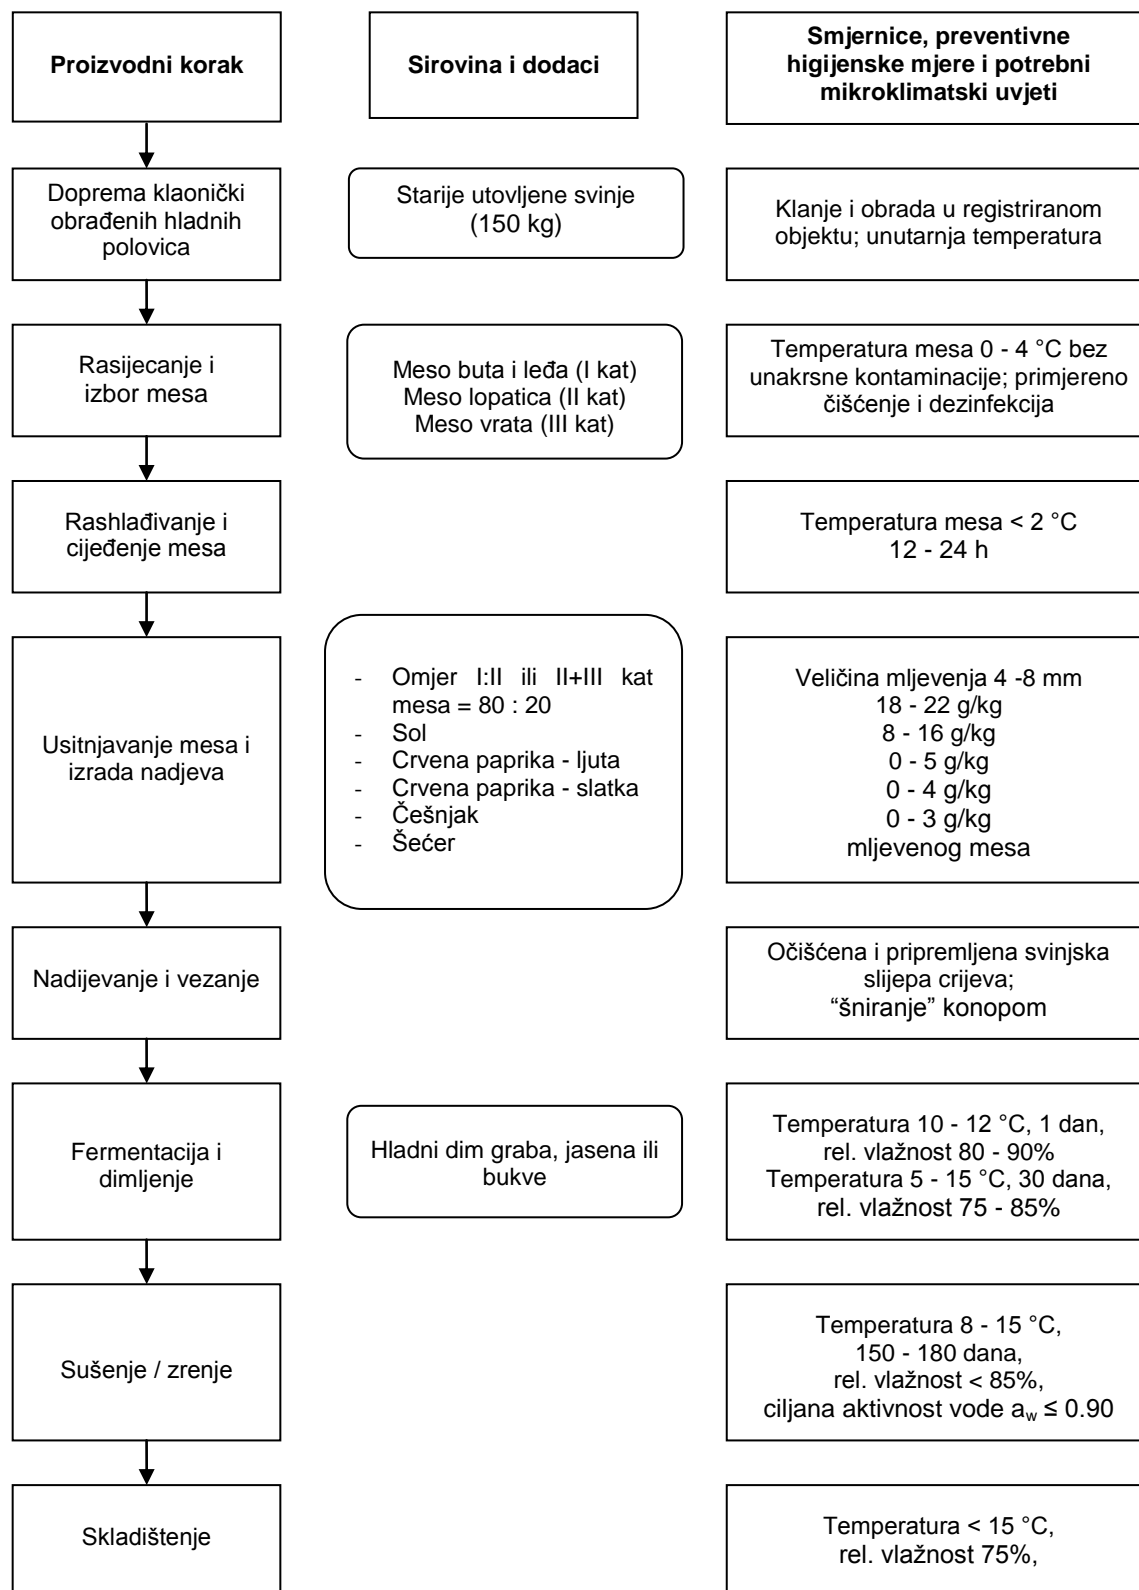 Proizvodni korak
Sirovina i dodaci
Smjernice, preventivne
higijenske mjere i potrebni
mikroklimatski uvjeti
Doprema klaonički
obrađenih hladnih
polovica
Starije utovljene svinje
(150 kg)
Klanje i obrada u registriranom
objektu; unutarnja temperatura
Rasijecanje i
izbor mesa
Meso buta i leđa (I kat)
Meso lopatica (II kat)
Meso vrata (III kat)
Temperatura mesa 0 - 4 °C bez
unakrsne kontaminacije; primjereno
čišćenje i dezinfekcija
Rashlađivanje i
cijeđenje mesa
Temperatura mesa < 2 °C
12 - 24 h
Usitnjavanje mesa i
izrada nadjeva
- Omjer I:II ili II+III kat
mesa = 80 : 20
- Sol
- Crvena paprika - ljuta
- Crvena paprika - slatka
- Češnjak
- Šećer
Veličina mljevenja 4 -8 mm
18 - 22 g/kg
8 - 16 g/kg
0 - 5 g/kg
0 - 4 g/kg
0 - 3 g/kg
mljevenog mesa
Nadijevanje i vezanje
Očišćena i pripremljena svinjska
slijepa crijeva;
“šniranje” konopom
Fermentacija i
dimljenje
Hladni dim graba, jasena ili
bukve
Temperatura 10 - 12 °C, 1 dan,
rel. vlažnost 80 - 90%
Temperatura 5 - 15 °C, 30 dana,
rel. vlažnost 75 - 85%
Sušenje / zrenje
Temperatura 8 - 15 °C,
150 - 180 dana,
rel. vlažnost < 85%,
ciljana aktivnost vode aw ≤ 0.90
Skladištenje
Temperatura < 15 °C,
rel. vlažnost 75%,